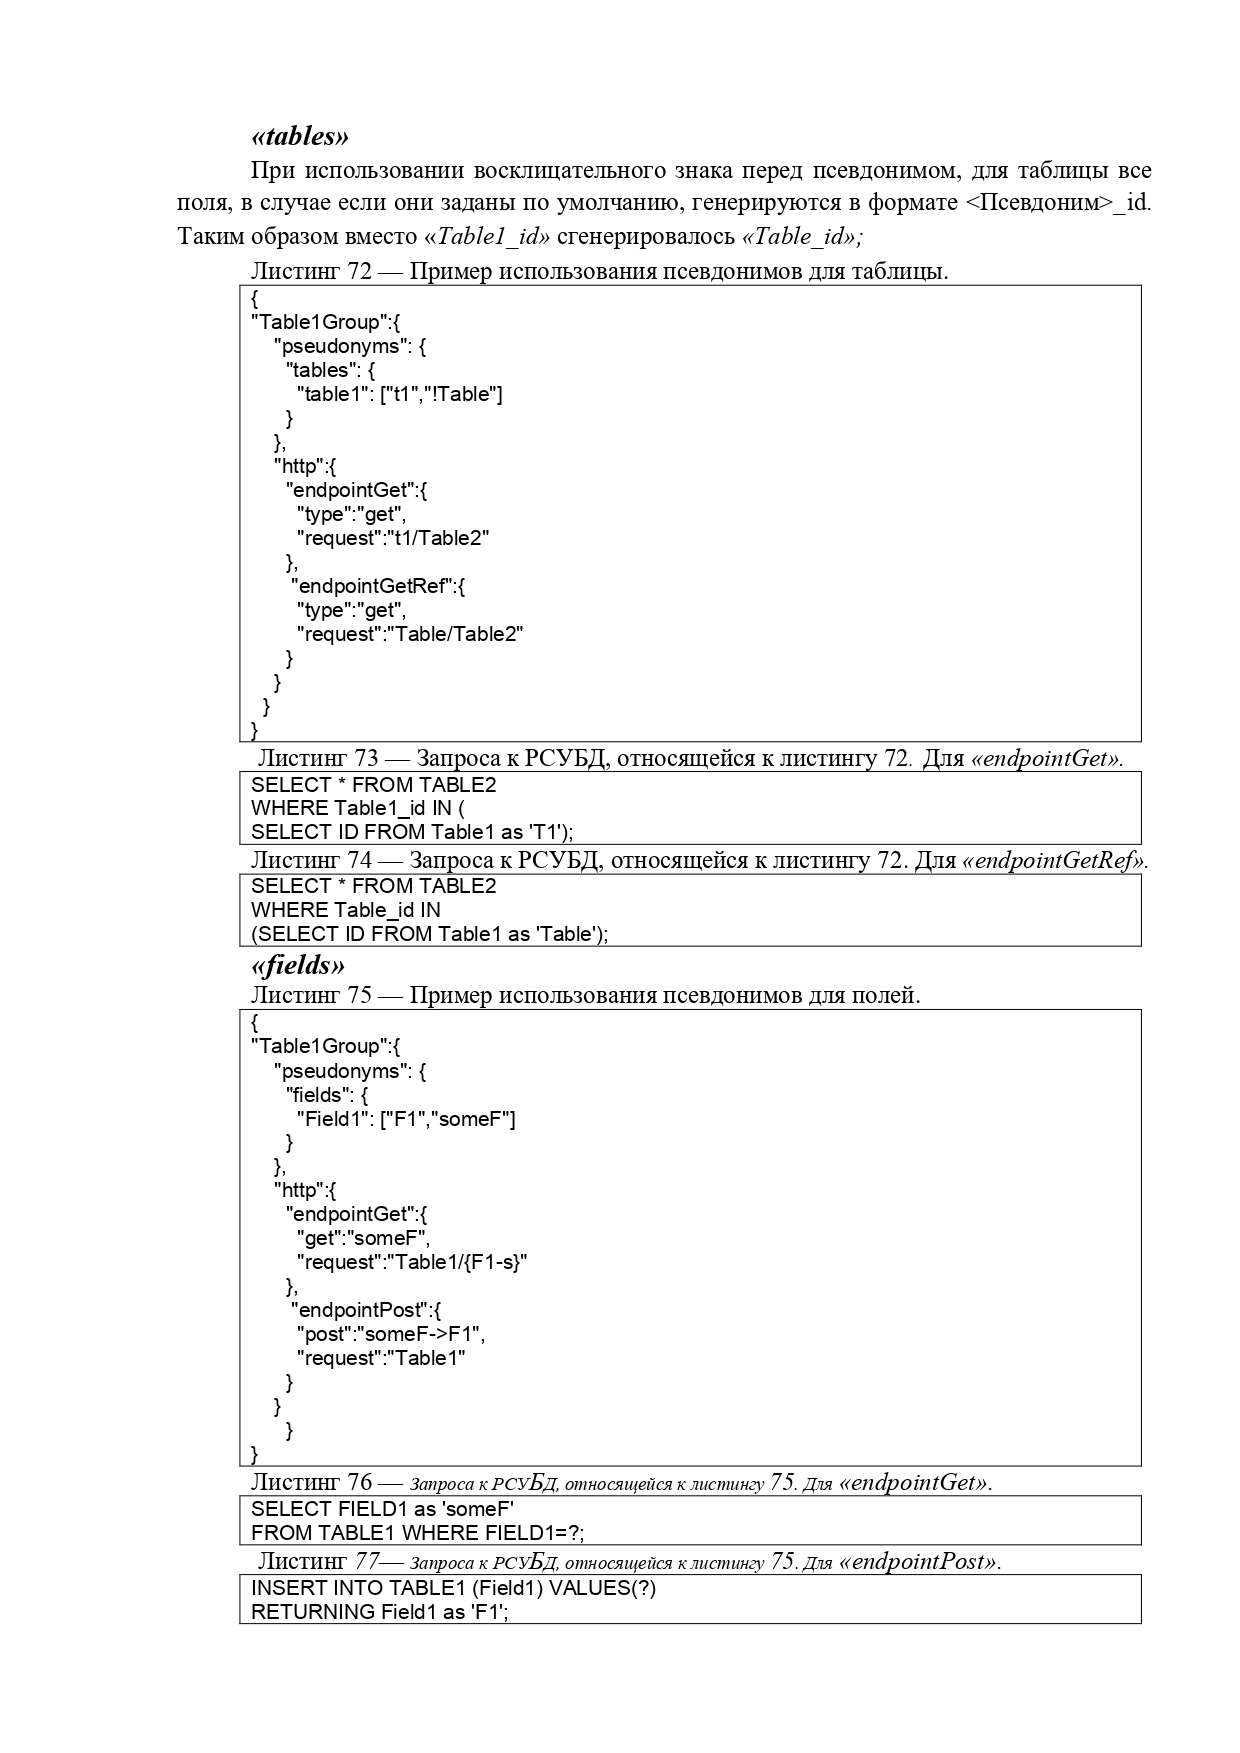 «tables»
При использовании восклицательного знака перед псевдонимом, для таблицы все
поля, в случае если они заданы по умолчанию, генерируются в формате <Псевдоним>_id.
Таким образом вместо «Table1_id» сгенерировалось «Table_id»;
Листинг 72 — Пример использования псевдонимов для таблицы.
{
"Table1Group":{
"pseudonyms": {
"tables": {
"table1": ["t1","!Table"]
}
},
"http":{
"endpointGet":{
"type":"get",
"request":"t1/Table2"
},
"endpointGetRef":{
"type":"get",
"request":"Table/Table2"
}
}
}
}
Листинг 73 — Запроса к РСУБД, относящейся к листингу 72. Для «endpointGet».
SELECT * FROM TABLE2
WHERE Table1_id IN (
SELECT ID FROM Table1 as 'T1');
Листинг 74 — Запроса к РСУБД, относящейся к листингу 72. Для «endpointGetRef».
SELECT * FROM TABLE2
WHERE Table_id IN
(SELECT ID FROM Table1 as 'Table');
«fields»
Листинг 75 — Пример использования псевдонимов для полей.
{
"Table1Group":{
"pseudonyms": {
"fields": {
"Field1": ["F1","someF"]
}
},
"http":{
"endpointGet":{
"get":"someF",
"request":"Table1/{F1-s}"
},
"endpointPost":{
"post":"someF->F1",
"request":"Table1"
}
}
}
}
Листинг 76 — Запроса к РСУБД, относящейся к листингу 75. Для «endpointGet».
SELECT FIELD1 as 'someF'
FROM TABLE1 WHERE FIELD1=?;
Листинг 77— Запроса к РСУБД, относящейся к листингу 75. Для «endpointPost».
INSERT INTO TABLE1 (Field1) VALUES(?)
RETURNING Field1 as 'F1';